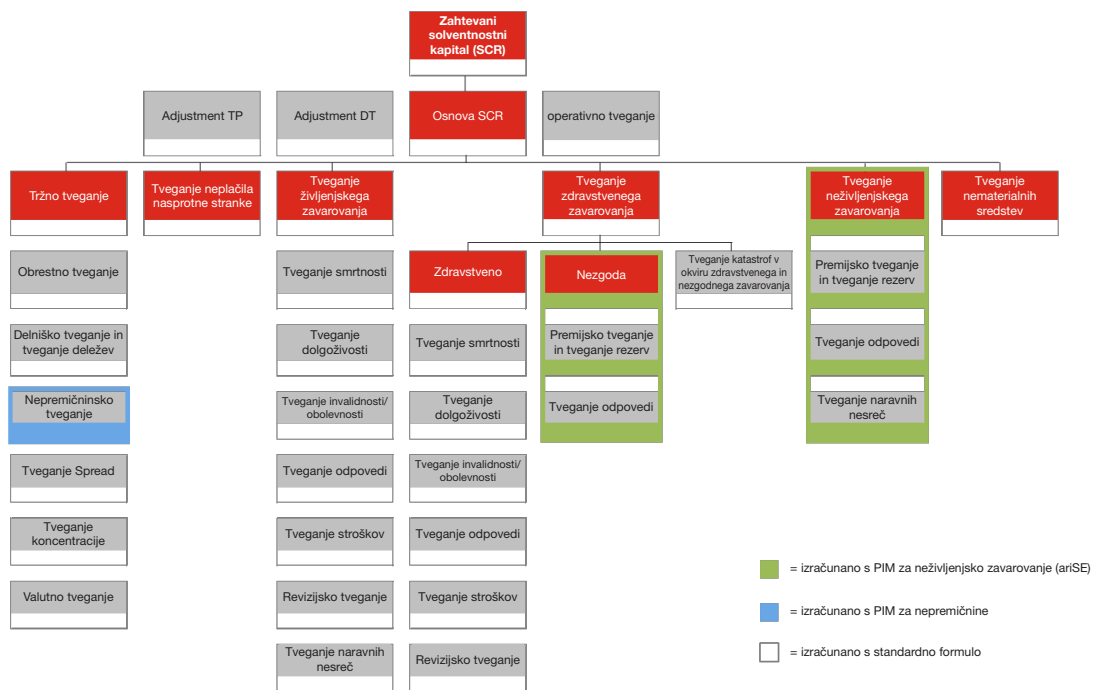 Zahtevani
solventnostni
kapital (SCR)
Adjustment TP
Adjustment DT
Osnova SCR
operativno tveganje
Tržno tveganje
Tveganje neplačila
nasprotne stranke
Tveganje
življenjskega
zavarovanja
Tveganje
zdravstvenega
zavarovanja
Tveganje
neživljenjskega
zavarovanja
Tveganje
nematerialnih
sredstev
Obrestno tveganje
Delniško tveganje in
tveganje deležev
Nepremičninsko
tveganje
Tveganje Spread
Tveganje
koncentracije
Valutno tveganje
Tveganje smrtnosti
Tveganje
dolgoživosti
Tveganje invalidnosti/
obolevnosti
Tveganje odpovedi
Tveganje stroškov
Revizijsko tveganje
Tveganje naravnih
nesreč
Zdravstveno
Tveganje smrtnosti
Tveganje
dolgoživosti
Tveganje invalidnosti/
obolevnosti
Tveganje odpovedi
Tveganje stroškov
Revizijsko tveganje
Nezgoda
Premijsko tveganje
in tveganje rezerv
Tveganje odpovedi
Tveganje katastrof v
okviru zdravstvenega in
nezgodnega zavarovanja
Premijsko tveganje
in tveganje rezerv
Tveganje odpovedi
Tveganje naravnih
nesreč
= izračunano s PIM za neživljenjsko zavarovanje (ariSE)
= izračunano s PIM za nepremičnine
= izračunano s standardno formulo